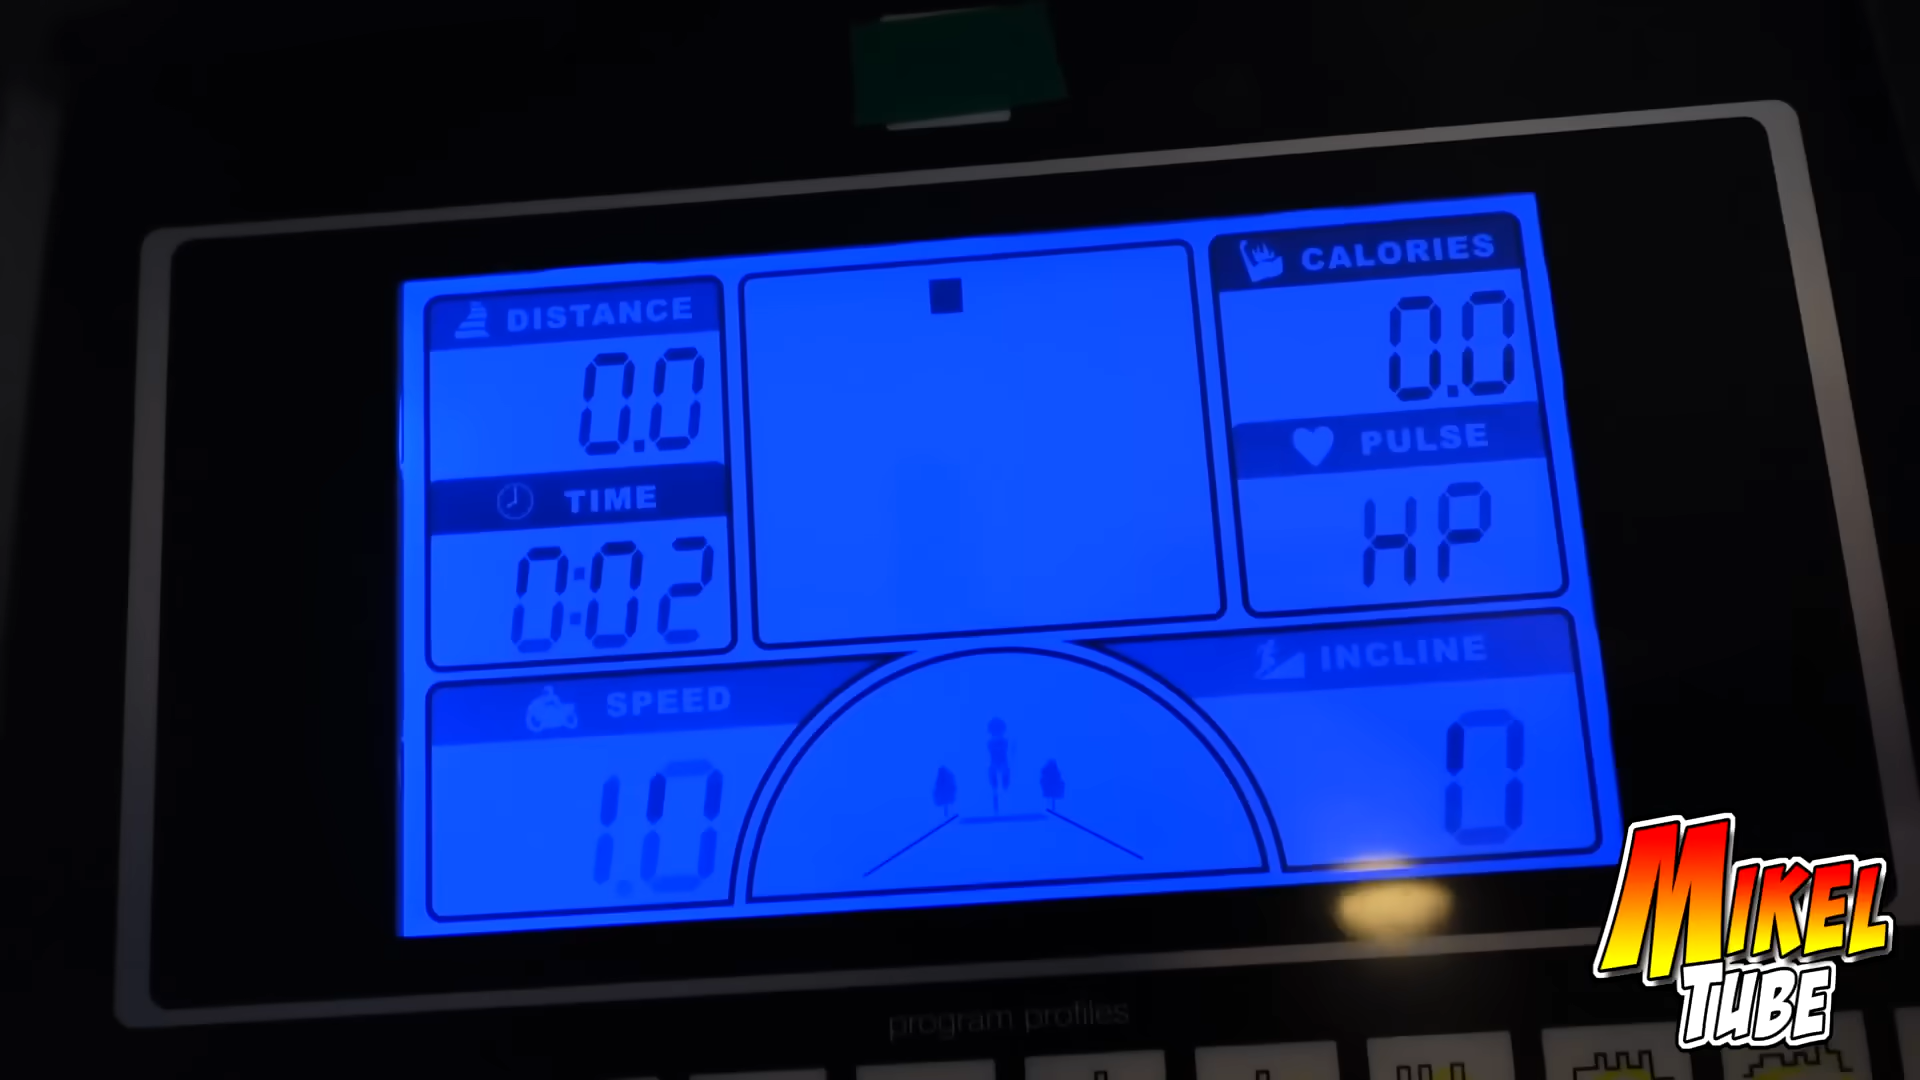 DISTANCE
0.0
TIME
0:02
SPEED
1.0
CALORIES
0.0
PULSE
HP
INCLINE
0
program profiles
MIKEL
TUBE